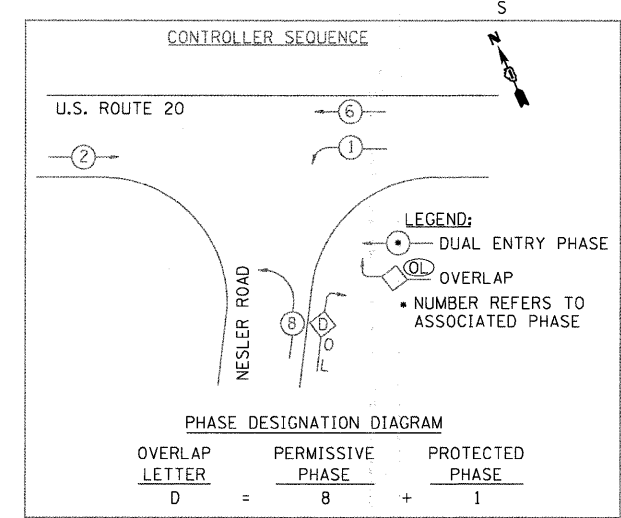 S
CONTROLLER SEQUENCE
N
U.S. ROUTE 20
6
1
2
LEGEND:
* DUAL ENTRY PHASE
OL OVERLAP
* NUMBER REFERS TO
ASSOCIATED PHASE
NESLER ROAD
8
D
O
L
PHASE DESIGNATION DIAGRAM
OVERLAP PERMISSIVE PROTECTED
LETTER PHASE PHASE
D = 8 + 1